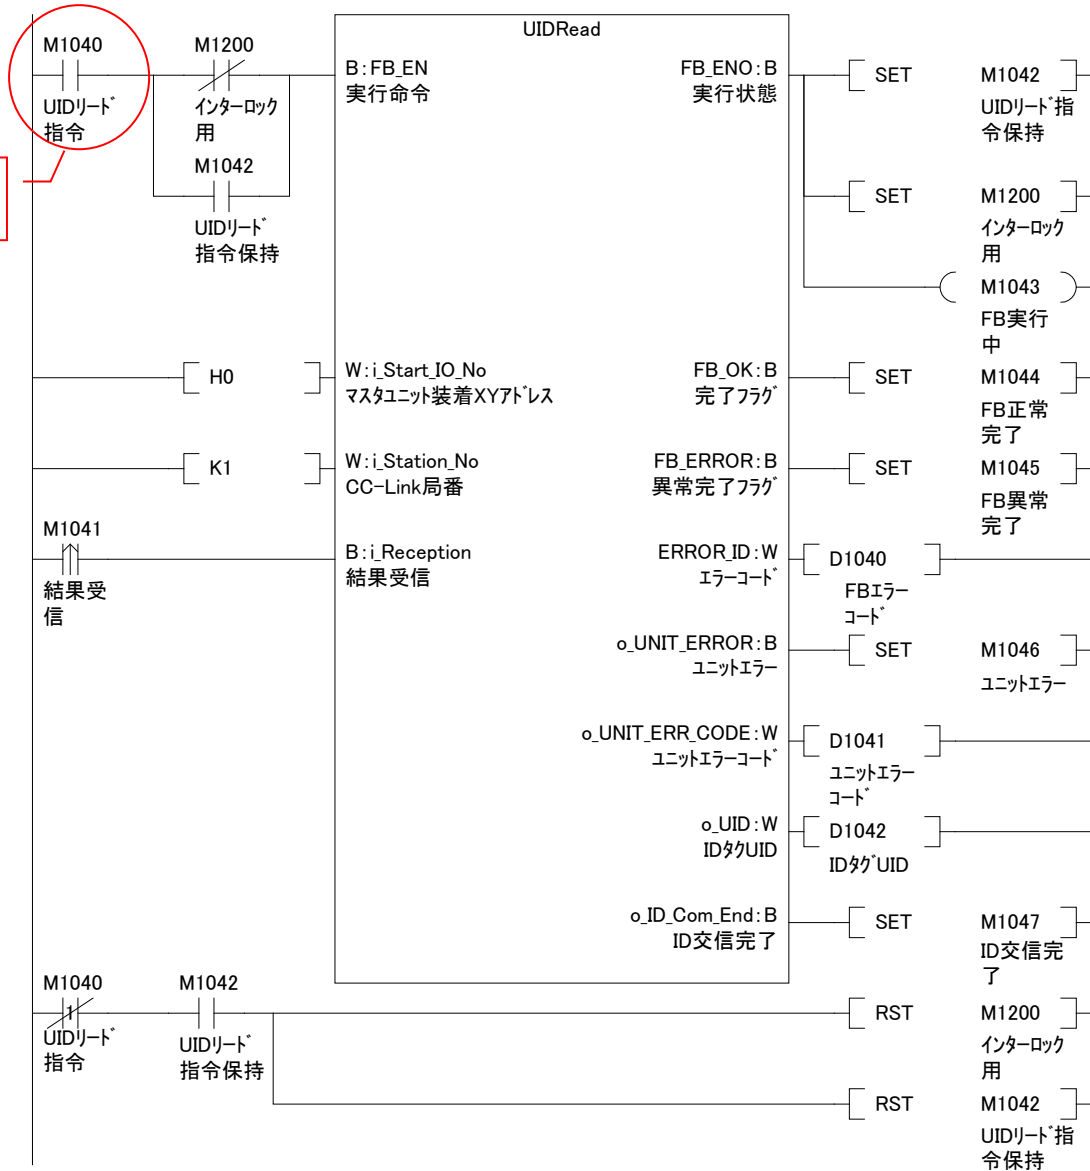 UIDRead
M1040
UIDﾘｰﾄﾞ
指令
M1200
ｲﾝﾀｰﾛｯｸ
用
M1042
UIDﾘｰﾄﾞ
指令保持
B:FB_EN
実行命令
FB_ENO:B
実行状態
SET M1042
UIDﾘｰﾄﾞ指
令保持
SET M1200
ｲﾝﾀｰﾛｯｸ
用
M1043
FB実行
中
H0
W:i_Start_IO_No
ﾏｽﾀﾕﾆｯﾄ装着XYｱﾄﾞﾚｽ
FB_OK:B
完了ﾌﾗｸﾞ
SET M1044
FB正常
完了
K1
W:i_Station_No
CC-Link局番
FB_ERROR:B
異常完了ﾌﾗｸﾞ
SET M1045
FB異常
完了
M1041
結果受
信
B:i_Reception
結果受信
ERROR_ID:W
ｴﾗｰｺｰﾄﾞ
D1040
FBｴﾗｰ
ｺｰﾄﾞ
o_UNIT_ERROR:B
ﾕﾆｯﾄｴﾗｰ
SET M1046
ﾕﾆｯﾄｴﾗｰ
o_UNIT_ERR_CODE:W
ﾕﾆｯﾄｴﾗｰｺｰﾄﾞ
D1041
ﾕﾆｯﾄｴﾗｰ
ｺｰﾄﾞ
o_UID:W
IDﾀｸUID
D1042
IDﾀｸﾞUID
o_ID_Com_End:B
ID交信完了
SET M1047
ID交信完
了
M1040
UIDﾘｰﾄﾞ
指令
M1042
UIDﾘｰﾄﾞ
指令保持
RST M1200
ｲﾝﾀｰﾛｯｸ
用
RST M1042
UIDﾘｰﾄﾞ指
令保持